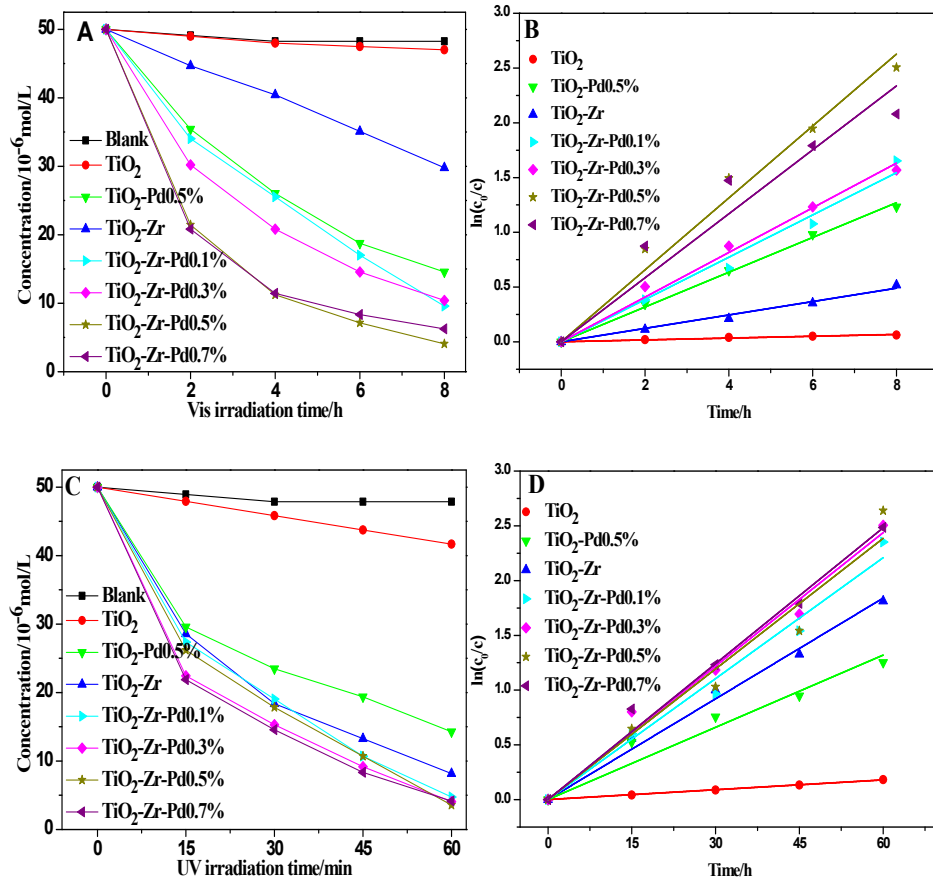 A
Concentration/10⁻⁶mol/L
50
40
30
20
10
0
Blank
TiO₂
TiO₂-Pd0.5%
TiO₂-Zr
TiO₂-Zr-Pd0.1%
TiO₂-Zr-Pd0.3%
TiO₂-Zr-Pd0.5%
TiO₂-Zr-Pd0.7%
0 2 4 6 8
Vis irradiation time/h
B
ln(c₀/c)
3.0
2.5
2.0
1.5
1.0
0.5
0.0
TiO₂
TiO₂-Pd0.5%
TiO₂-Zr
TiO₂-Zr-Pd0.1%
TiO₂-Zr-Pd0.3%
TiO₂-Zr-Pd0.5%
TiO₂-Zr-Pd0.7%
0 2 4 6 8
Time/h
C
Concentration/10⁻⁶mol/L
50
40
30
20
10
0
Blank
TiO₂
TiO₂-Pd0.5%
TiO₂-Zr
TiO₂-Zr-Pd0.1%
TiO₂-Zr-Pd0.3%
TiO₂-Zr-Pd0.5%
TiO₂-Zr-Pd0.7%
0 15 30 45 60
UV irradiation time/min
D
ln(c₀/c)
3.0
2.5
2.0
1.5
1.0
0.5
0.0
TiO₂
TiO₂-Pd0.5%
TiO₂-Zr
TiO₂-Zr-Pd0.1%
TiO₂-Zr-Pd0.3%
TiO₂-Zr-Pd0.5%
TiO₂-Zr-Pd0.7%
0 15 30 45 60
Time/h